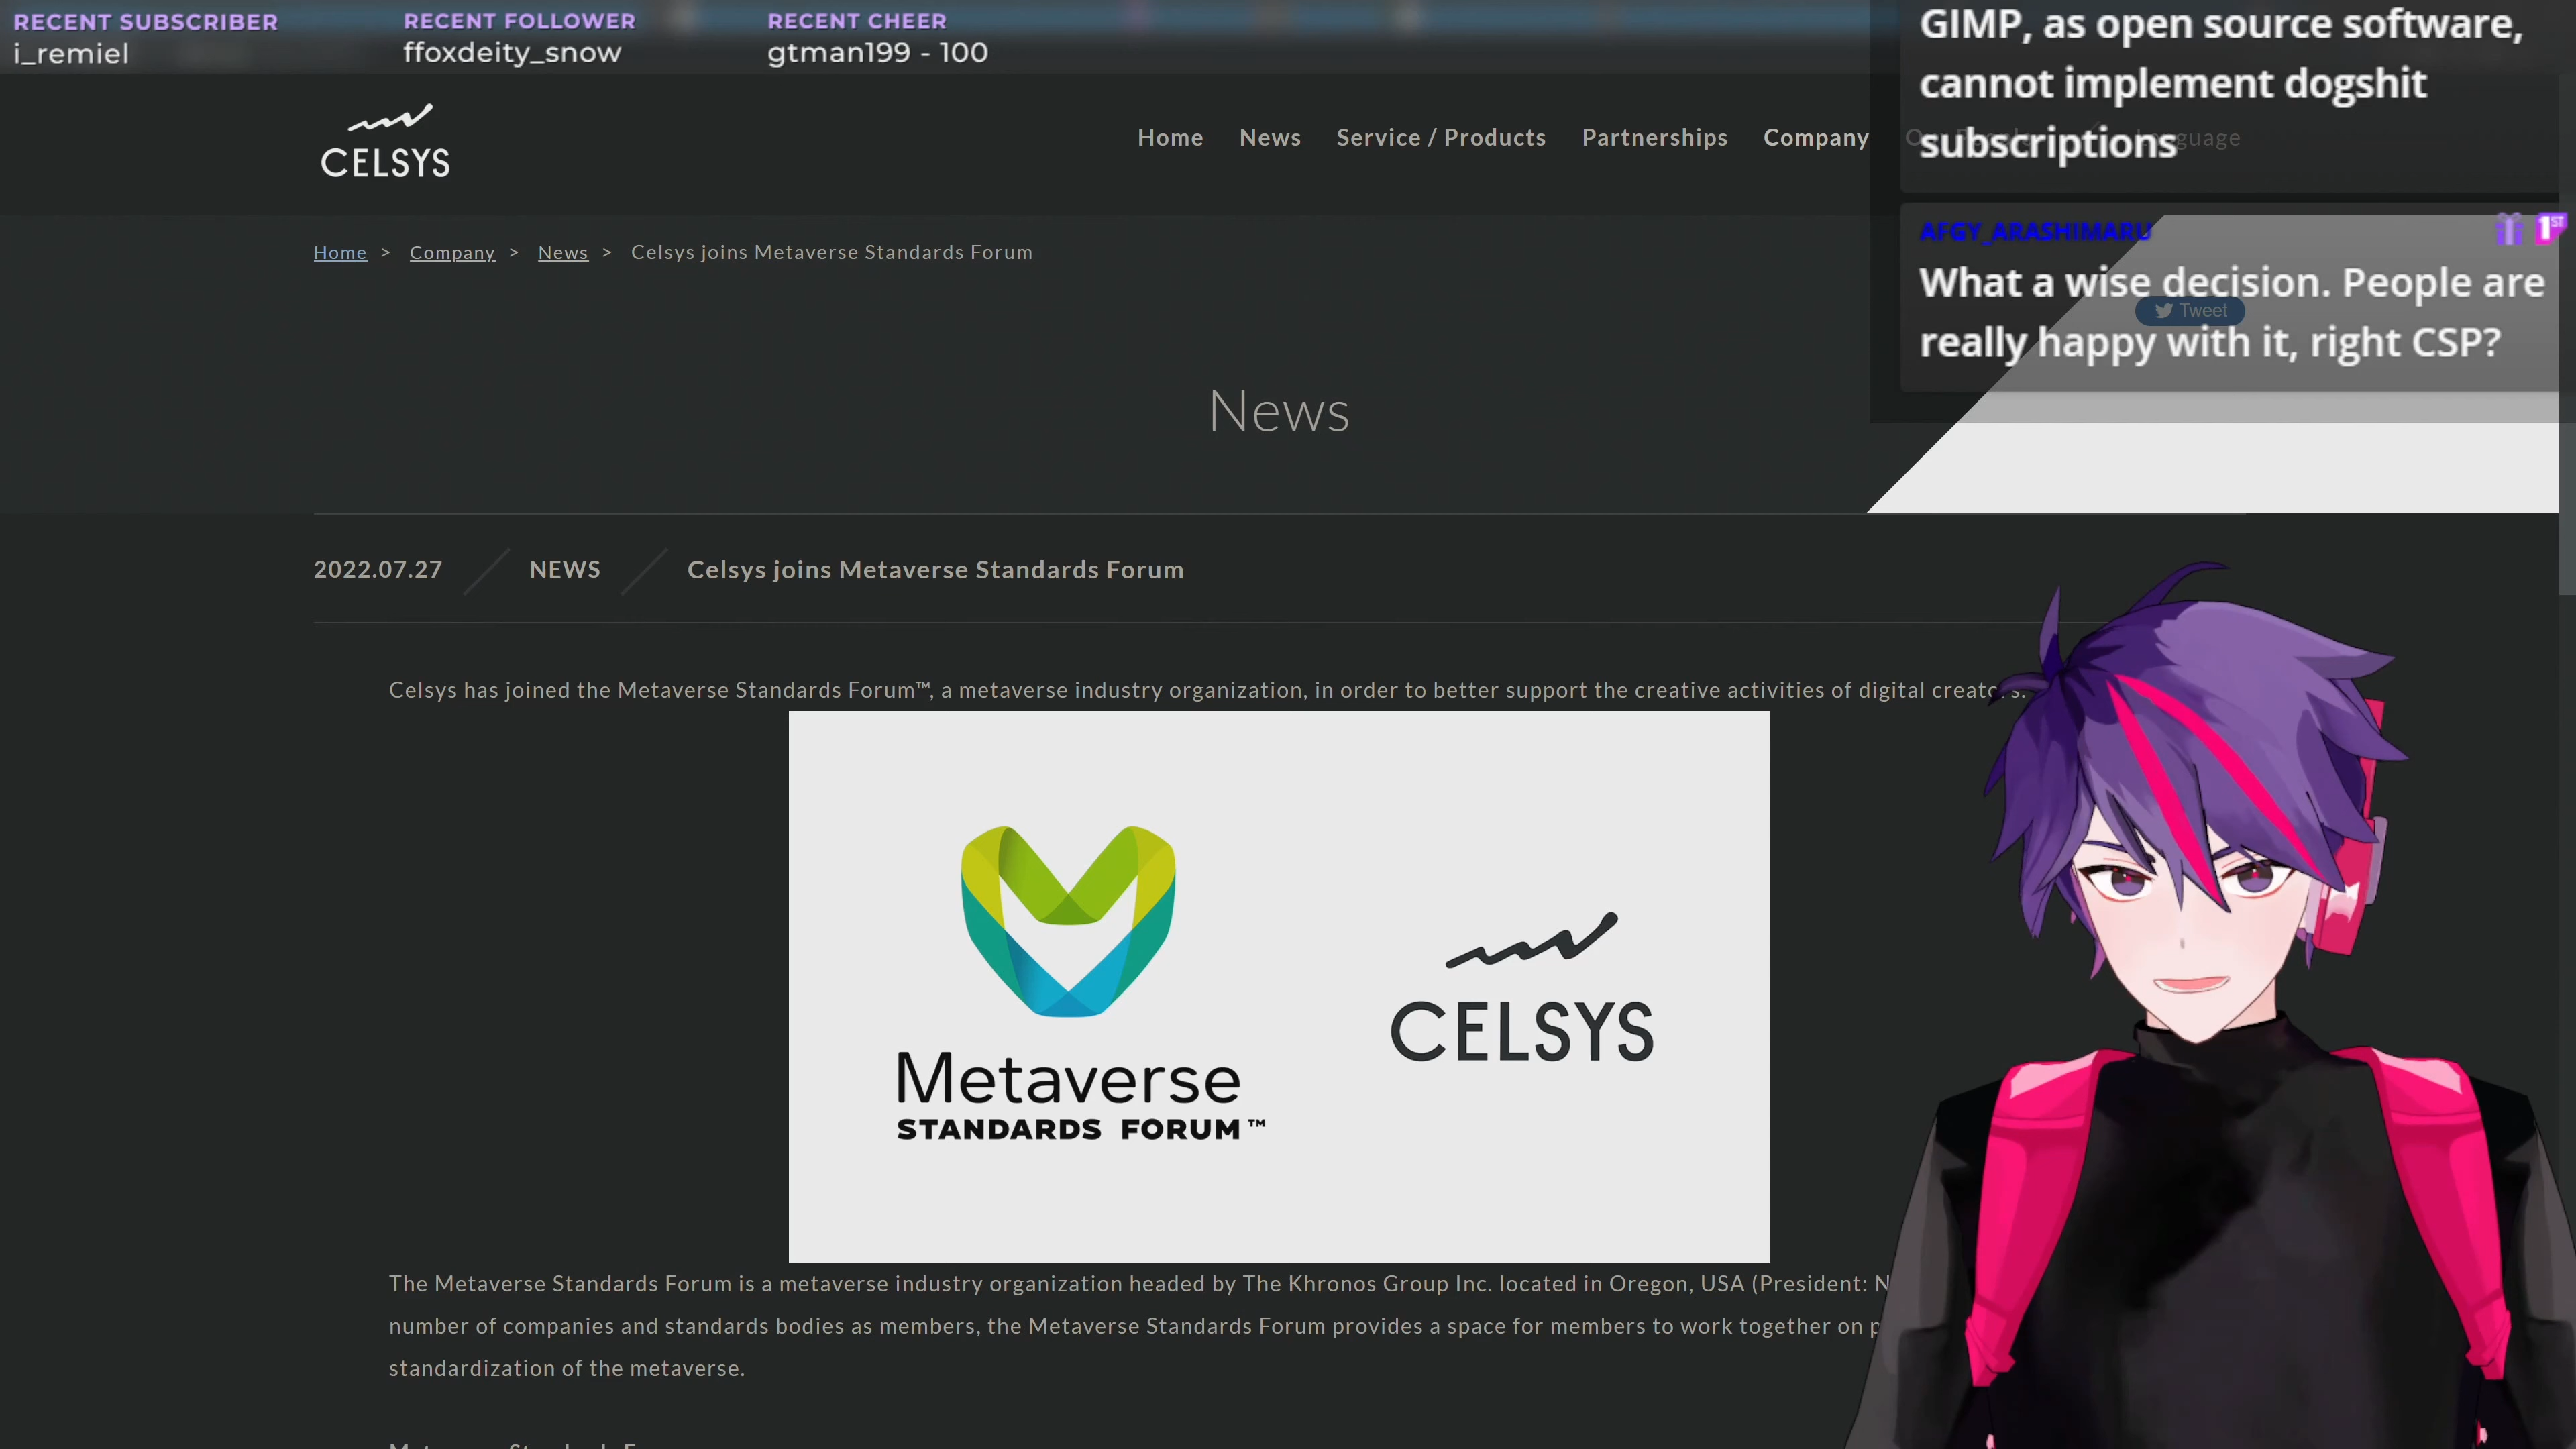 RECENT SUBSCRIBER
i_remiel
RECENT FOLLOWER
ffoxdeity_snow
RECENT CHEER
gtman199 - 100
GIMP, as open source software,
cannot implement dogshit
subscriptions
AFGY_ARASHIMARU
1ST
What a wise decision. People are
really happy with it, right CSP?
CELSYS
Home
News
Service / Products
Partnerships
Company
Home > Company > News > Celsys joins Metaverse Standards Forum
Tweet
News
2022.07.27
NEWS
Celsys joins Metaverse Standards Forum
Celsys has joined the Metaverse Standards Forum™, a metaverse industry organization, in order to better support the creative activities of digital creators.
Metaverse
STANDARDS FORUM™
CELSYS
The Metaverse Standards Forum is a metaverse industry organization headed by The Khronos Group Inc. located in Oregon, USA (President: N
number of companies and standards bodies as members, the Metaverse Standards Forum provides a space for members to work together on p
standardization of the metaverse.